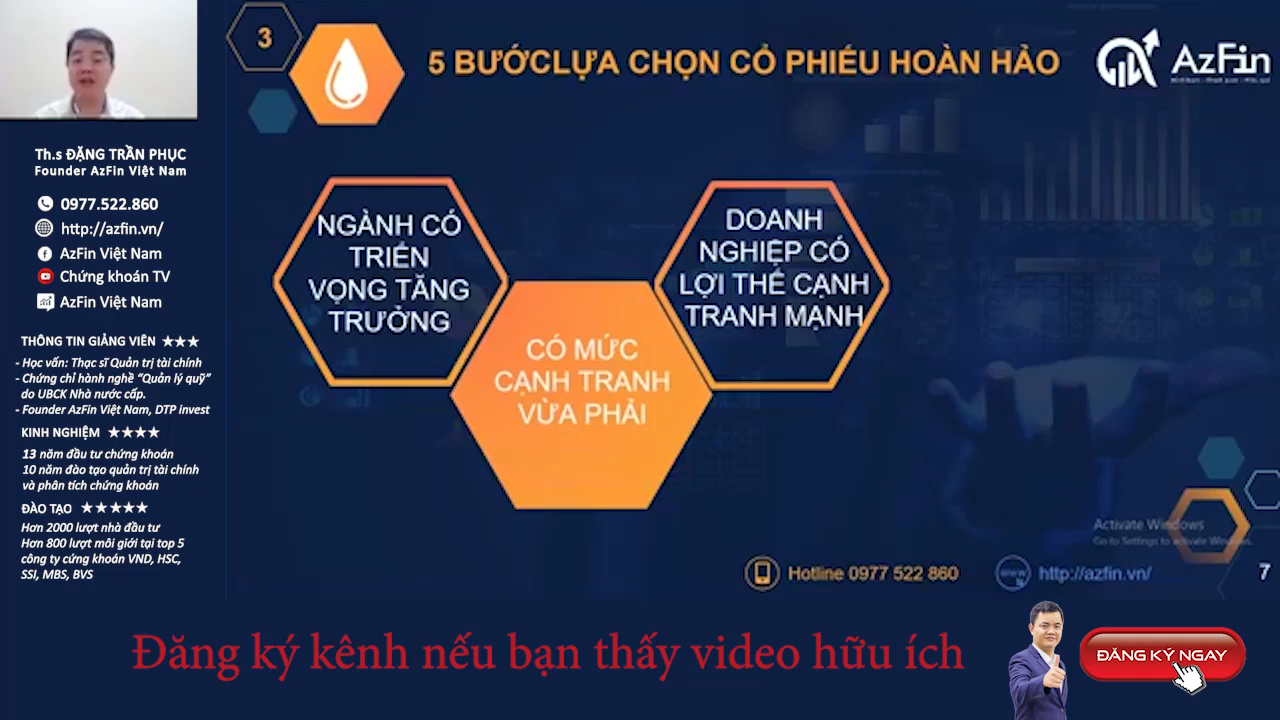 3
5 BƯỚCLỰA CHỌN CỔ PHIẾU HOÀN HẢO
AzFin
Th.s ĐẶNG TRẦN PHỤC
Founder AzFin Việt Nam
0977.522.860
http://azfin.vn/
AzFin Việt Nam
Chứng khoán TV
AzFin Việt Nam
THÔNG TIN GIẢNG VIÊN ★★★
- Học vấn: Thạc sĩ Quản trị tài chính
- Chứng chỉ hành nghề "Quản lý quỹ"
do UBCK Nhà nước cấp.
- Founder AzFin Việt Nam, DTP invest
KINH NGHIỆM ★★★★
13 năm đầu tư chứng khoán
10 năm đào tạo quản trị tài chính
và phân tích chứng khoán
ĐÀO TẠO ★★★★★
Hơn 2000 lượt nhà đầu tư
Hơn 800 lượt môi giới tại top 5
công ty cứng khoán VND, HSC,
SSI, MBS, BVS
NGÀNH CÓ
TRIỂN
VỌNG TĂNG
TRƯỞNG
CÓ MỨC
CẠNH TRANH
VỪA PHẢI
DOANH
NGHIỆP CÓ
LỢI THẾ CẠNH
TRANH MẠNH
Activate Windows
Go to Settings to activate Windows.
Hotline 0977 522 860
http://azfin.vn/
7
Đăng ký kênh nếu bạn thấy video hữu ích
ĐĂNG KÝ NGAY